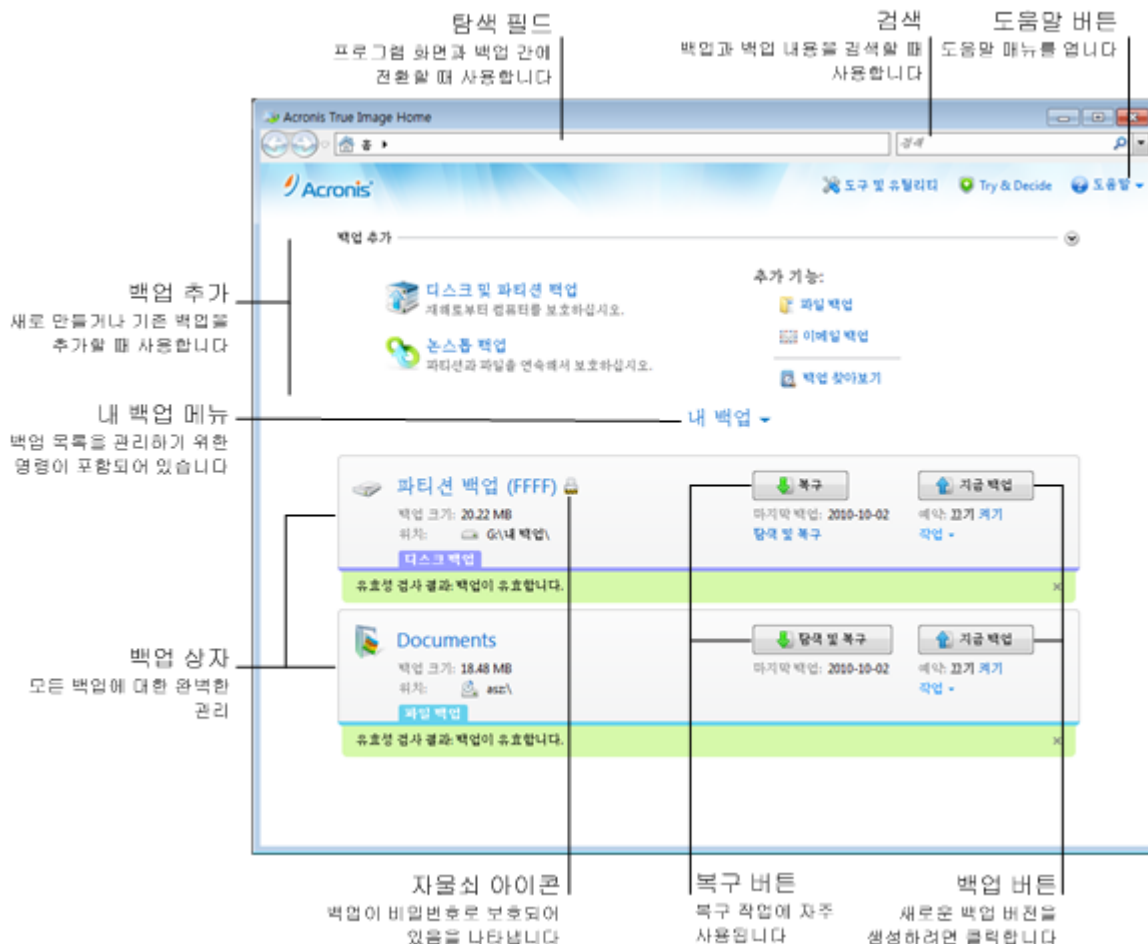 탐색 필드
프로그램 화면과 백업 간에
전환할 때 사용합니다
검색
백업과 백업 내용을 검색할 때
사용합니다
도움말 버튼
도움말 메뉴를 엽니다
Acronis True Image Home
홈
검색
Acronis
도구 및 유틸리티
Try & Decide
도움말
백업 추가
백업 추가
새로 만들거나 기존 백업을
추가할 때 사용합니다
디스크 및 파티션 백업
재해로부터 컴퓨터를 보호하십시오.
논스톱 백업
파티션과 파일을 연속해서 보호하십시오.
추가 기능:
파일 백업
이메일 백업
백업 찾아보기
내 백업 메뉴
백업 목록을 관리하기 위한
명령이 포함되어 있습니다
내 백업
파티션 백업 (FFFF)
백업 크기: 20.22 MB
위치: G:\내 백업\
디스크 백업
복구
마지막 백업: 2010-10-02
탐색 및 복구
지금 백업
예약: 끄기 켜기
작업
유효성 검사 결과: 백업이 유효합니다.
백업 상자
모든 백업에 대한 완벽한
관리
Documents
백업 크기: 18.48 MB
위치: asz:\
파일 백업
탐색 및 복구
마지막 백업: 2010-10-02
지금 백업
예약: 끄기 켜기
작업
유효성 검사 결과: 백업이 유효합니다.
자물쇠 아이콘
백업이 비밀번호로 보호되어
있음을 나타냅니다
복구 버튼
복구 작업에 자주
사용됩니다
백업 버튼
새로운 백업 버전을
생성하려면 클릭합니다